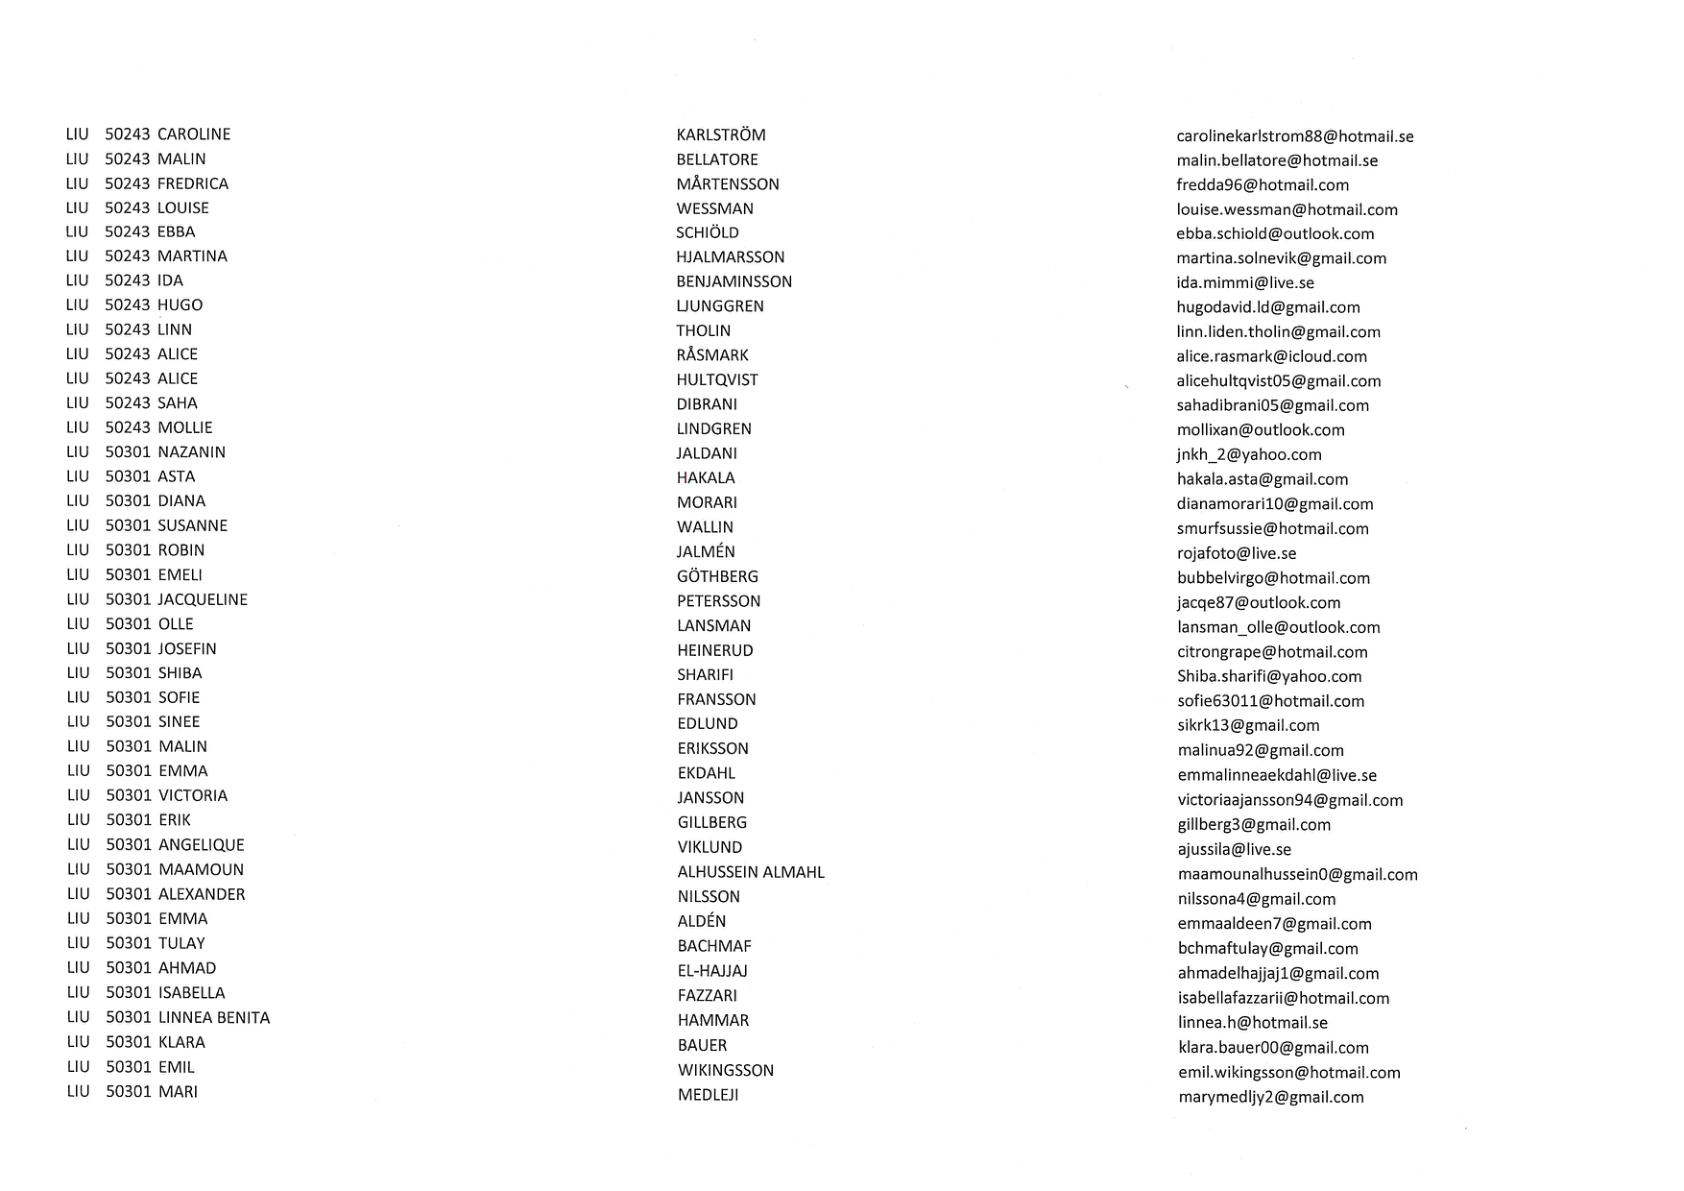 LIU 50243 CAROLINE KARLSTRÖM carolinekarlstrom88@hotmail.se
LIU 50243 MALIN BELLATORE malin.bellatore@hotmail.se
LIU 50243 FREDRICA MÅRTENSSON fredda96@hotmail.com
LIU 50243 LOUISE WESSMAN louise.wessman@hotmail.com
LIU 50243 EBBA SCHIÖLD ebba.schiold@outlook.com
LIU 50243 MARTINA HJALMARSSON martina.solnevik@gmail.com
LIU 50243 IDA BENJAMINSSON ida.mimmi@live.se
LIU 50243 HUGO LJUNGGREN hugodavid.ld@gmail.com
LIU 50243 LINN THOLIN linn.liden.tholin@gmail.com
LIU 50243 ALICE RÅSMARK alice.rasmark@icloud.com
LIU 50243 ALICE HULTQVIST alicehultqvist05@gmail.com
LIU 50243 SAHA DIBRANI sahadibrani05@gmail.com
LIU 50243 MOLLIE LINDGREN mollixan@outlook.com
LIU 50301 NAZANIN JALDANI jnkh_2@yahoo.com
LIU 50301 ASTA HAKALA hakala.asta@gmail.com
LIU 50301 DIANA MORARI dianamorari10@gmail.com
LIU 50301 SUSANNE WALLIN smurfsussie@hotmail.com
LIU 50301 ROBIN JALMÉN rojafoto@live.se
LIU 50301 EMELI GÖTHBERG bubbelvirgo@hotmail.com
LIU 50301 JACQUELINE PETERSSON jacqe87@outlook.com
LIU 50301 OLLE LANSMAN lansman_olle@outlook.com
LIU 50301 JOSEFIN HEINERUD citrongrape@hotmail.com
LIU 50301 SHIBA SHARIFI Shiba.sharifi@yahoo.com
LIU 50301 SOFIE FRANSSON sofie63011@hotmail.com
LIU 50301 SINEE EDLUND sikrk13@gmail.com
LIU 50301 MALIN ERIKSSON malinua92@gmail.com
LIU 50301 EMMA EKDAHL emmalinneaekdahl@live.se
LIU 50301 VICTORIA JANSSON victoriaajansson94@gmail.com
LIU 50301 ERIK GILLBERG gillberg3@gmail.com
LIU 50301 ANGELIQUE VIKLUND ajussila@live.se
LIU 50301 MAAMOUN ALHUSSEIN ALMAHL maamounalhussein0@gmail.com
LIU 50301 ALEXANDER NILSSON nilssona4@gmail.com
LIU 50301 EMMA ALDÉN emmaaldeen7@gmail.com
LIU 50301 TULAY BACHMAF bchmaftulay@gmail.com
LIU 50301 AHMAD EL-HAJJAJ ahmadelhajjaj1@gmail.com
LIU 50301 ISABELLA FAZZARI isabellafazzarii@hotmail.com
LIU 50301 LINNEA BENITA HAMMAR linnea.h@hotmail.se
LIU 50301 KLARA BAUER klara.bauer00@gmail.com
LIU 50301 EMIL WIKINGSSON emil.wikingsson@hotmail.com
LIU 50301 MARI MEDLEJI marymedljy2@gmail.com